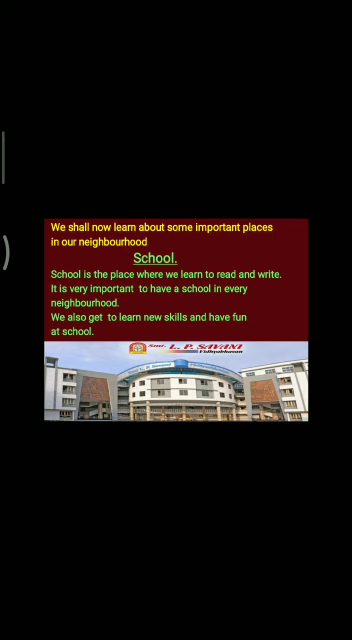 We shall now learn about some important places
in our neighbourhood
School.
School is the place where we learn to read and write.
It is very important to have a school in every
neighbourhood.
We also get to learn new skills and have fun
at school.
Smt. L. P. SAVANI
Vidhyabhavan